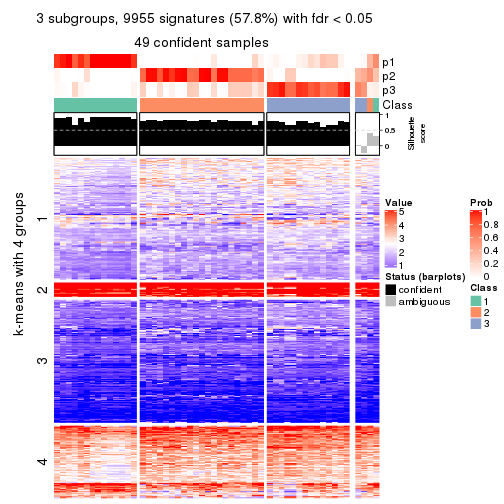 3 subgroups, 9955 signatures (57.8%) with fdr < 0.05
49 confident samples
p1
p2
p3
Class
1
0.5
0
Silhouette
score
k-means with 4 groups
1
2
3
4
Value
5
4
3
2
1
Status (barplots)
confident
ambiguous
Prob
1
0.8
0.6
0.4
0.2
0
Class
1
2
3